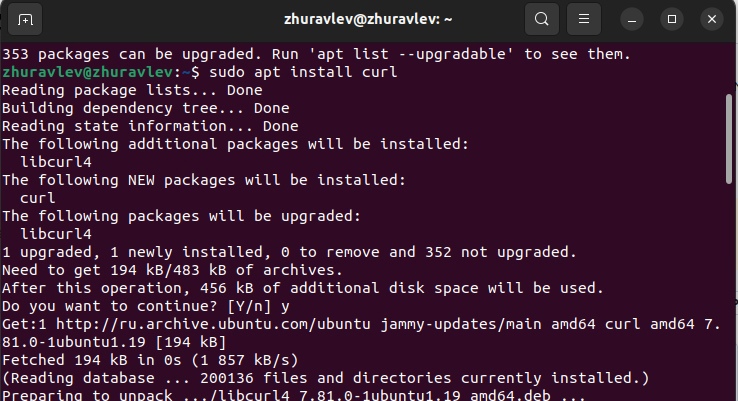 zhuravlev@zhuravlev: ~
353 packages can be upgraded. Run 'apt list --upgradable' to see them.
zhuravlev@zhuravlev:~$ sudo apt install curl
Reading package lists... Done
Building dependency tree... Done
Reading state information... Done
The following additional packages will be installed:
  libcurl4
The following NEW packages will be installed:
  curl
The following packages will be upgraded:
  libcurl4
1 upgraded, 1 newly installed, 0 to remove and 352 not upgraded.
Need to get 194 kB/483 kB of archives.
After this operation, 456 kB of additional disk space will be used.
Do you want to continue? [Y/n] y
Get:1 http://ru.archive.ubuntu.com/ubuntu jammy-updates/main amd64 curl amd64 7.
81.0-1ubuntu1.19 [194 kB]
Fetched 194 kB in 0s (1 857 kB/s)
(Reading database ... 200136 files and directories currently installed.)
Preparing to unpack .../libcurl4_7.81.0-1ubuntu1.19_amd64.deb ...